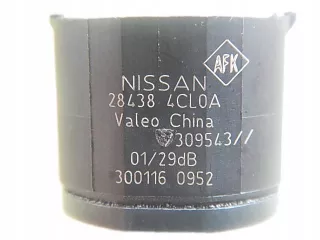 AFK
NISSAN
28438 4CL0A
Valeo China
309543//
01/29dB
300116 0952